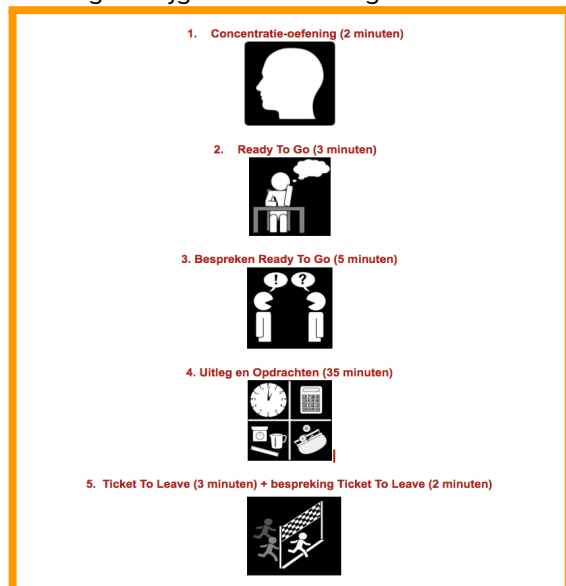 1. Concentratie-oefening (2 minuten)
2. Ready To Go (3 minuten)
3. Bespreken Ready To Go (5 minuten)
! ?
4. Uitleg en Opdrachten (35 minuten)
5. Ticket To Leave (3 minuten) + bespreking Ticket To Leave (2 minuten)